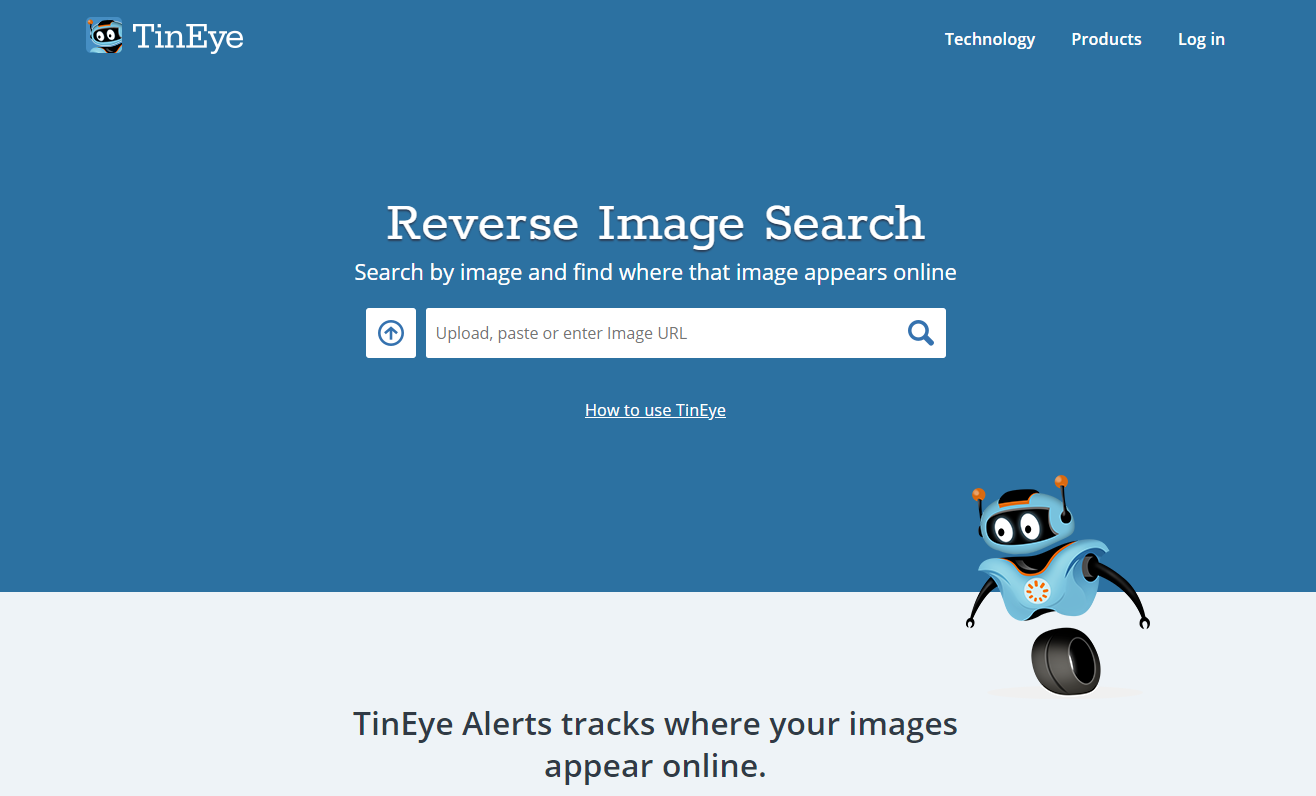 TinEye
Technology
Products
Log in
Reverse Image Search
Search by image and find where that image appears online
Upload, paste or enter Image URL
How to use TinEye
TinEye Alerts tracks where your images
appear online.